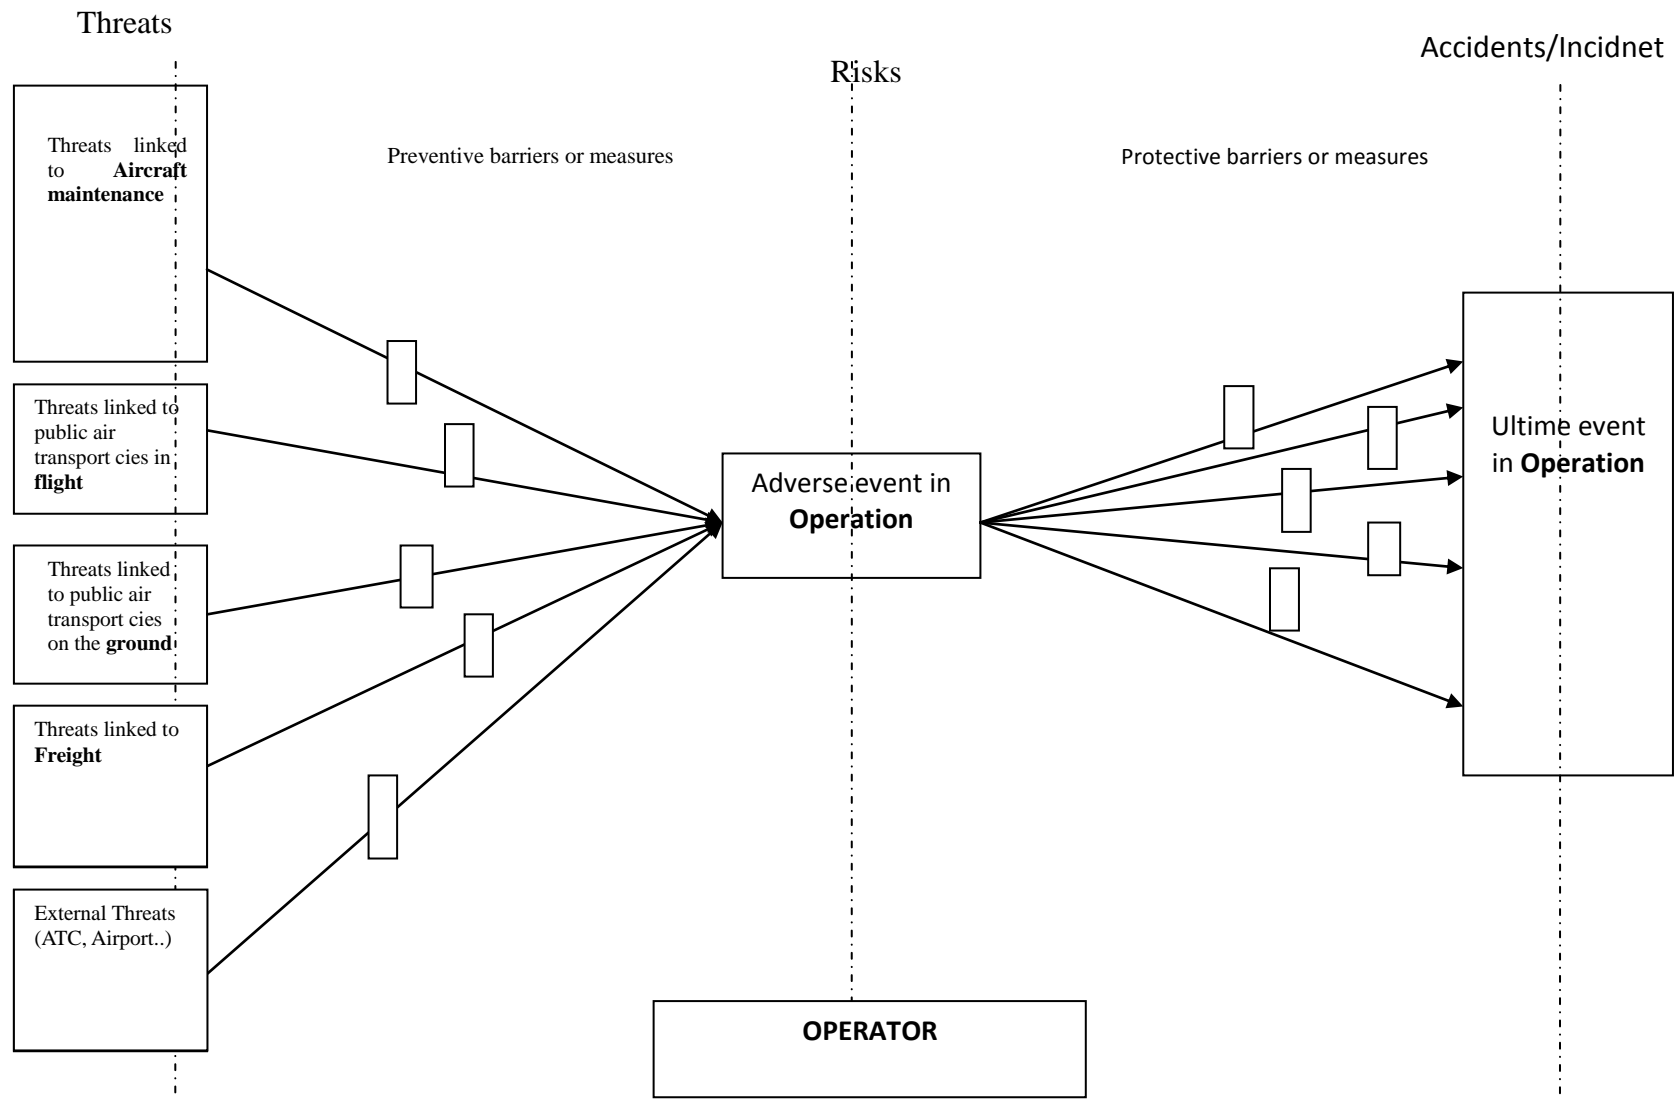 Threats
Risks
Accidents/Incidnet
Preventive barriers or measures
Protective barriers or measures
Threats linked
to Aircraft
maintenance
Threats linked to
public air
transport cies in
flight
Threats linked
to public air
transport cies
on the ground
Threats linked to
Freight
External Threats
(ATC, Airport..)
Adverse event in
Operation
Ultime event
in Operation
OPERATOR